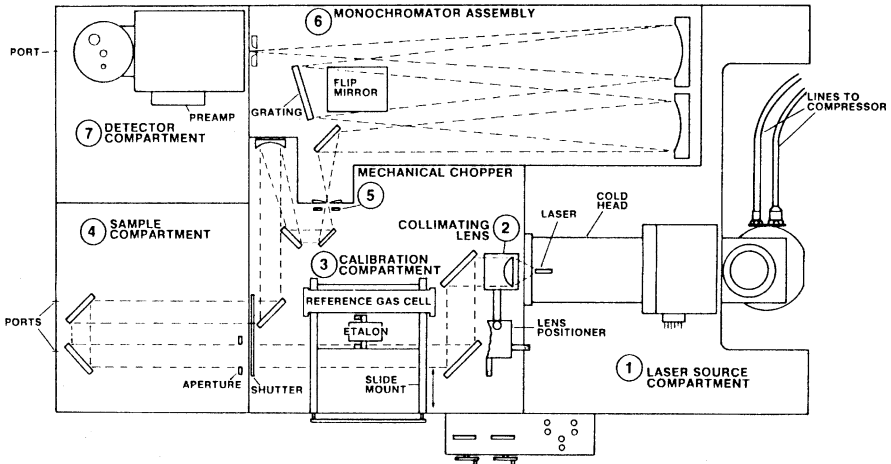 6 MONOCHROMATOR ASSEMBLY
PORT
FLIP
MIRROR
GRATING
PREAMP
7 DETECTOR
COMPARTMENT
LINES TO
COMPRESSOR
MECHANICAL CHOPPER
5
4 SAMPLE
COMPARTMENT
COLLIMATING
LENS
2
LASER
COLD
HEAD
3 CALIBRATION
COMPARTMENT
REFERENCE GAS CELL
ETALON
PORTS
LENS
POSITIONER
APERTURE
SHUTTER
SLIDE
MOUNT
1 LASER SOURCE
COMPARTMENT